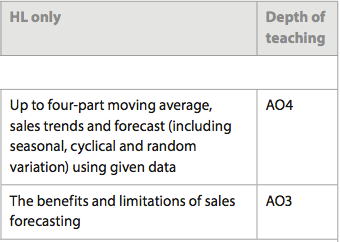 HL only
Depth of
teaching
Up to four-part moving average,
sales trends and forecast (including
seasonal, cyclical and random
variation) using given data
AO4
The benefits and limitations of sales
forecasting
AO3